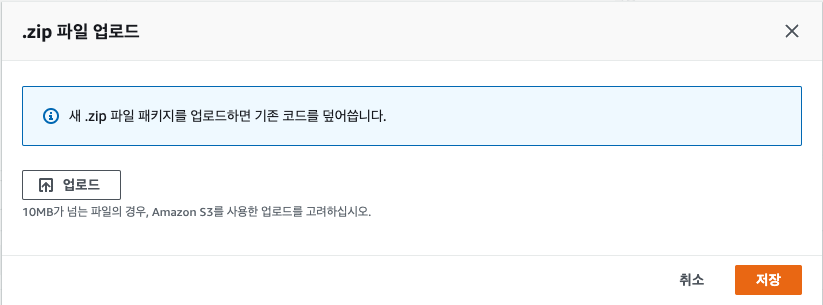 .zip 파일 업로드
새 .zip 파일 패키지를 업로드하면 기존 코드를 덮어씁니다.
업로드
10MB가 넘는 파일의 경우, Amazon S3를 사용한 업로드를 고려하십시오.
취소
저장